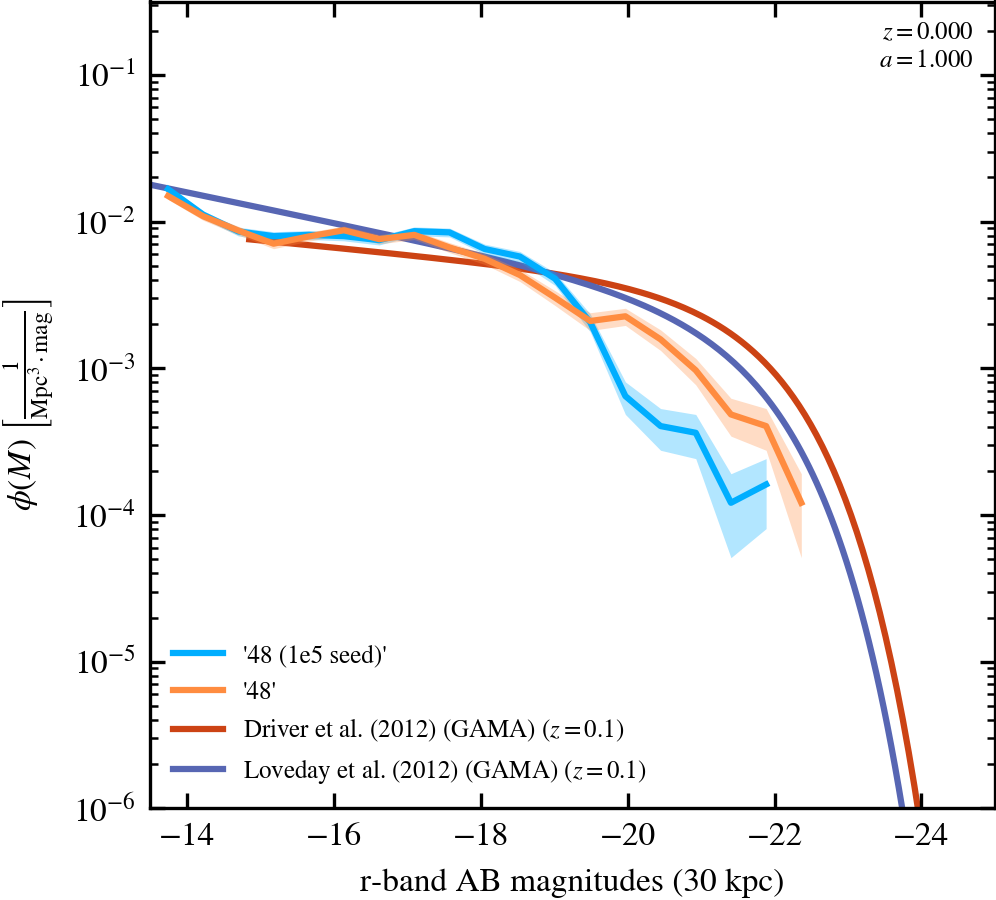 z = 0.000
a = 1.000
10⁻¹
10⁻²
10⁻³
10⁻⁴
10⁻⁵
10⁻⁶
ϕ(M) [1 / Mpc³ · mag]
'48 (1e5 seed)'
'48'
Driver et al. (2012) (GAMA) (z = 0.1)
Loveday et al. (2012) (GAMA) (z = 0.1)
−14 −16 −18 −20 −22 −24
r-band AB magnitudes (30 kpc)